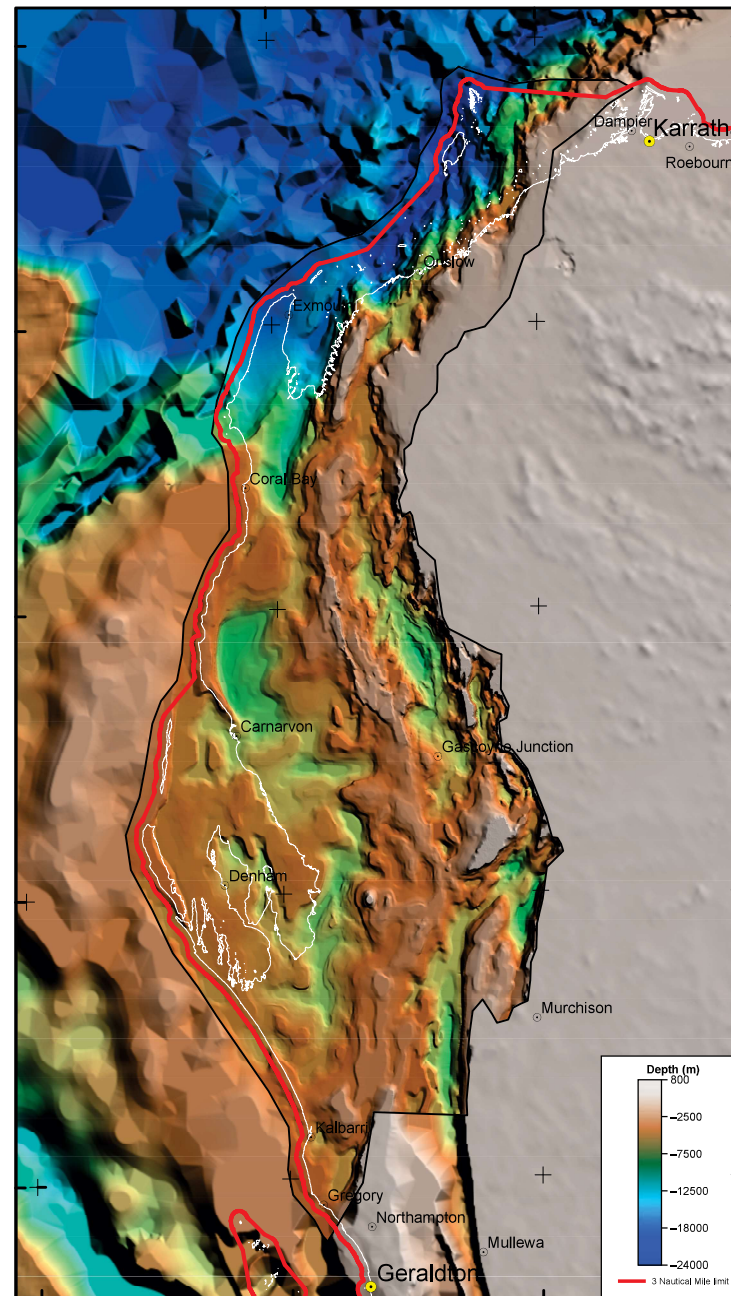 Dampier
Karrath
Roebourn
Onslow
Exmouth
Coral Bay
Carnarvon
Gascoyne Junction
Denham
Murchison
Kalbarri
Gregory
Northampton
Mullewa
Geraldton
Depth (m)
800
−2500
−7500
−12500
−18000
−24000
3 Nautical Mile limit